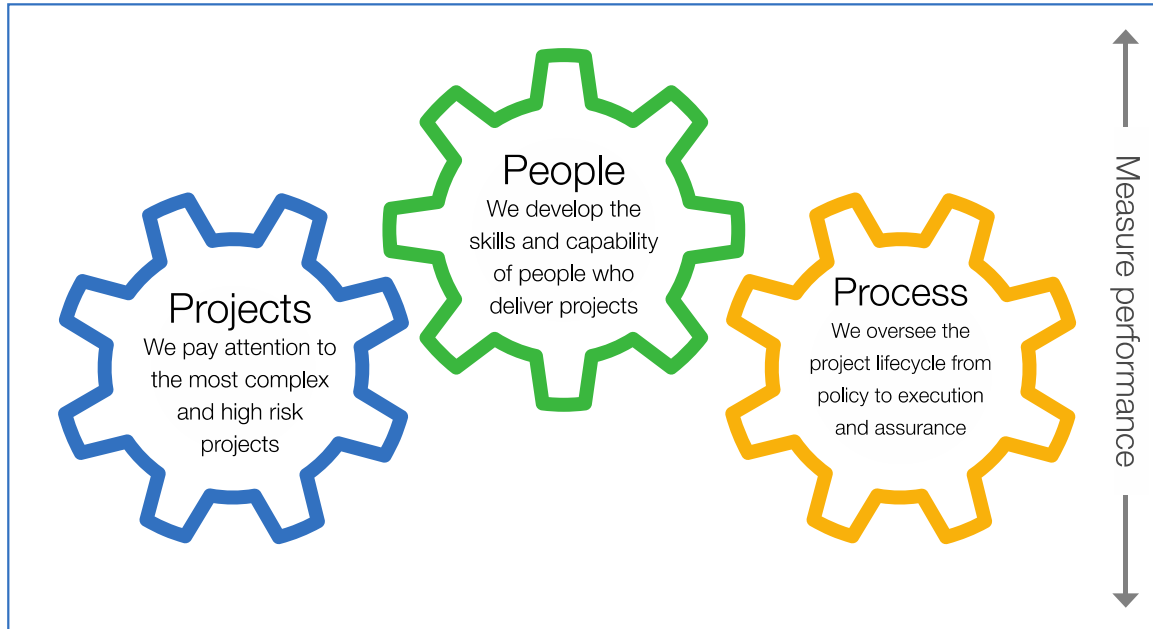 People
We develop the
skills and capability
of people who
deliver projects
Projects
We pay attention to
the most complex
and high risk
projects
Process
We oversee the
project lifecycle from
policy to execution
and assurance
Measure performance